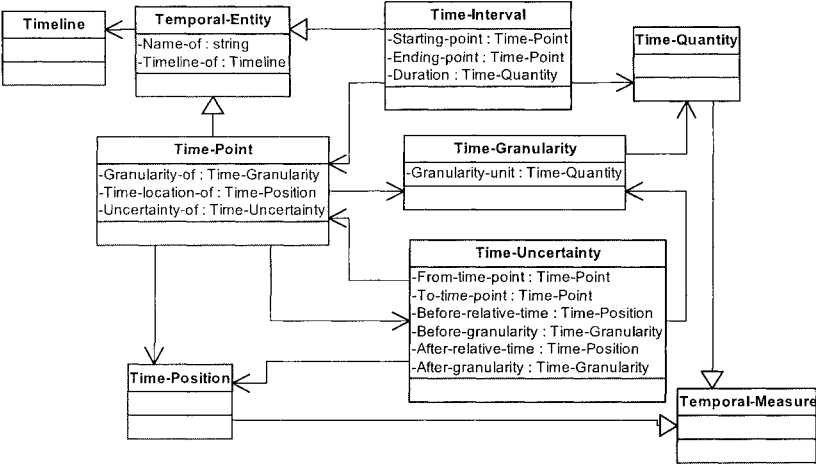 Timeline
Temporal-Entity
-Name-of : string
-Timeline-of : Timeline
Time-Interval
-Starting-point : Time-Point
-Ending-point : Time-Point
-Duration : Time-Quantity
Time-Quantity
Time-Point
-Granularity-of : Time-Granularity
-Time-location-of : Time-Position
-Uncertainty-of : Time-Uncertainty
Time-Granularity
-Granularity-unit : Time-Quantity
Time-Uncertainty
-From-time-point : Time-Point
-To-time-point : Time-Point
-Before-relative-time : Time-Position
-Before-granularity : Time-Granularity
-After-relative-time : Time-Position
-After-granularity : Time-Granularity
Time-Position
Temporal-Measure